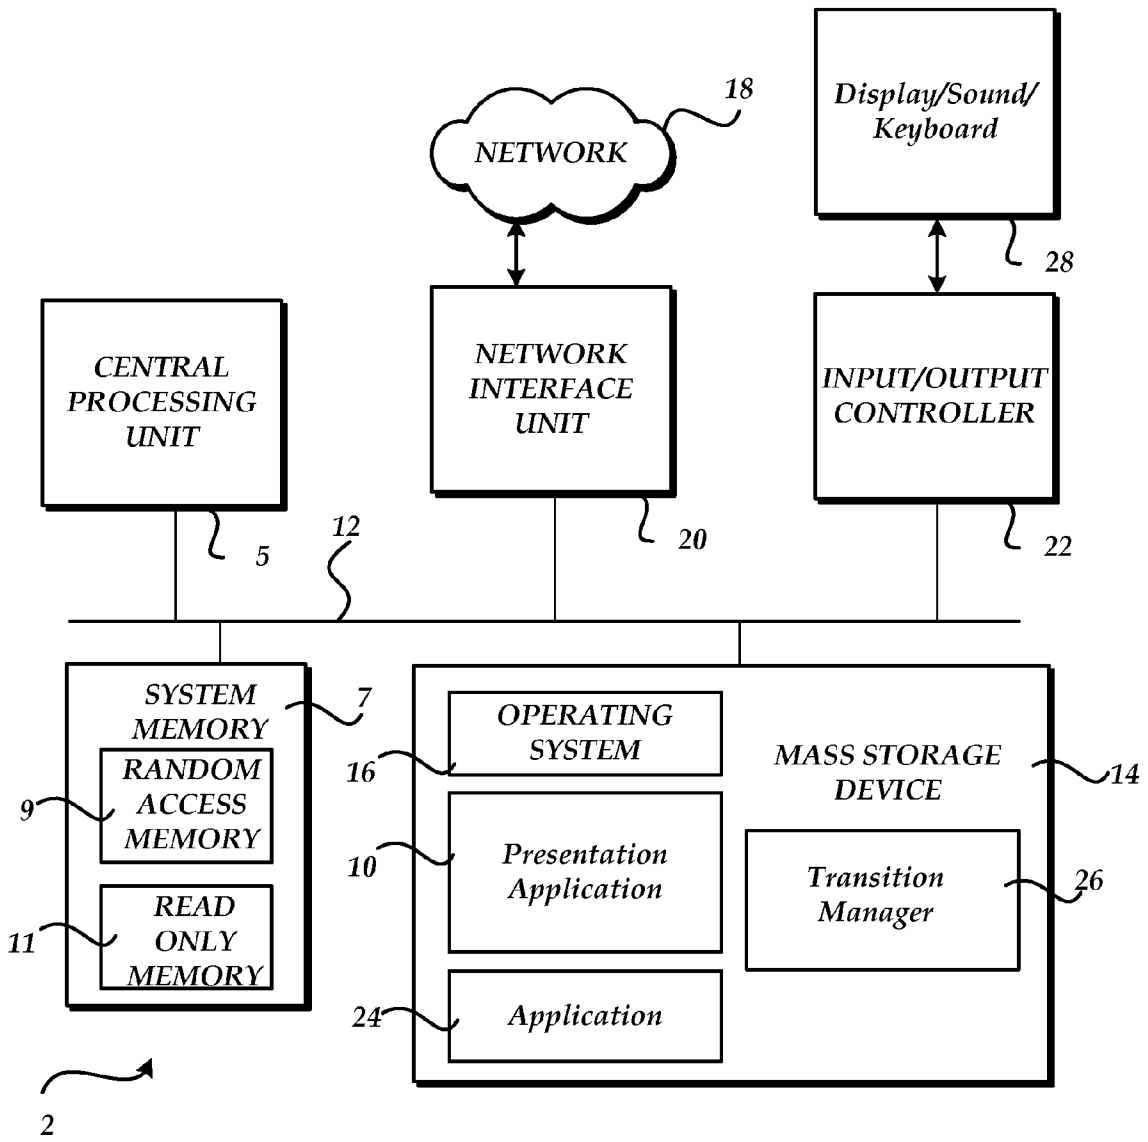 18
NETWORK
Display/Sound/
Keyboard
28
CENTRAL
PROCESSING
UNIT
5
NETWORK
INTERFACE
UNIT
20
INPUT/OUTPUT
CONTROLLER
22
12
SYSTEM
MEMORY
7
RANDOM
ACCESS
MEMORY
9
READ
ONLY
MEMORY
11
OPERATING
SYSTEM
16
MASS STORAGE
DEVICE
14
Presentation
Application
10
Transition
Manager
26
Application
24
2